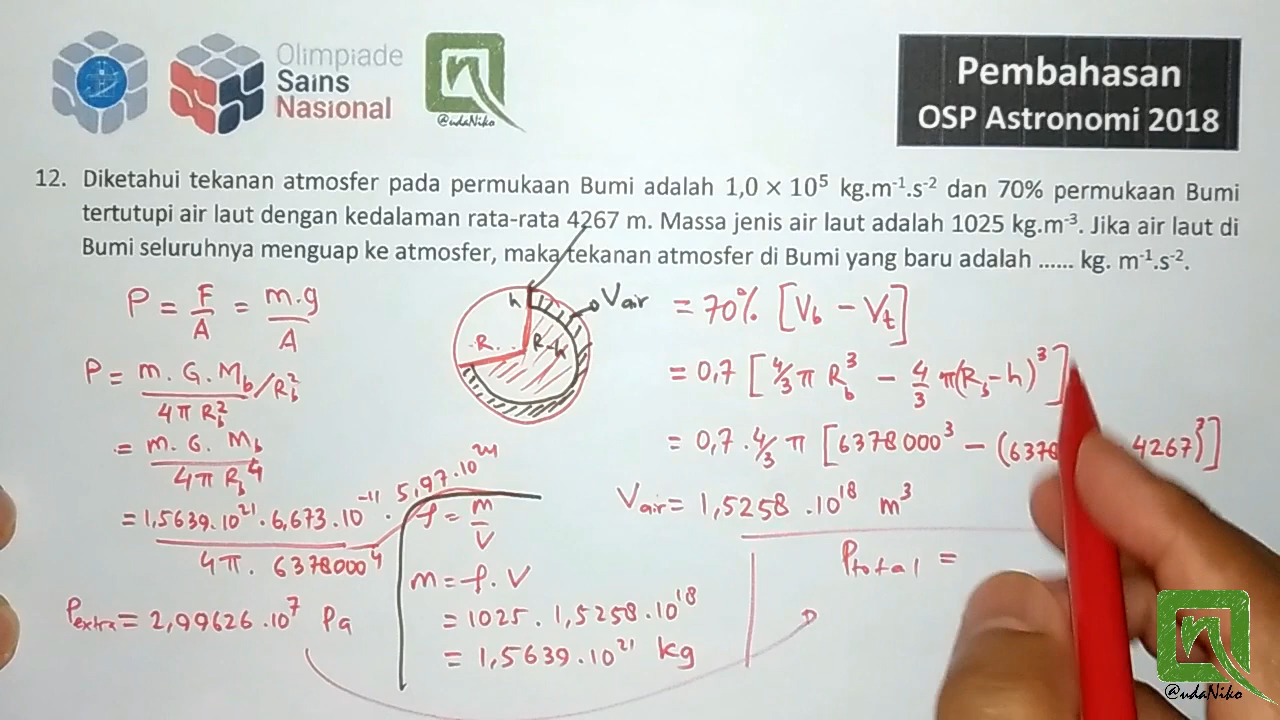 Olimpiade
Sains
Nasional
@udaNiko
Pembahasan
OSP Astronomi 2018
12. Diketahui tekanan atmosfer pada permukaan Bumi adalah 1,0 × 10⁵ kg.m⁻¹.s⁻² dan 70% permukaan Bumi
tertutupi air laut dengan kedalaman rata-rata 4267 m. Massa jenis air laut adalah 1025 kg.m⁻³. Jika air laut di
Bumi seluruhnya menguap ke atmosfer, maka tekanan atmosfer di Bumi yang baru adalah ...... kg. m⁻¹.s⁻².
P = F/A = m.g/A
P = m. G. M_b/R_b² / 4π R_b²
= m. G. M_b / 4π R_b⁴
= 1,5639.10²¹. 6,673.10⁻¹¹. 5,97.10²⁴ / 4π. 6378000⁴
P_extra = 2,99626.10⁷ Pa
h
R
R-h
V_air = 70% [V_b - V_t]
= 0,7 [4/3 π R_b³ - 4/3 π(R_b-h)³]
= 0,7 . 4/3 π [6378000³ - (6378 4267)³]
V_air = 1,5258 .10¹⁸ m³
ρ = m/V
m = ρ. V
= 1025. 1,5258.10¹⁸
= 1,5639.10²¹ kg
P_total =
@udaNiko